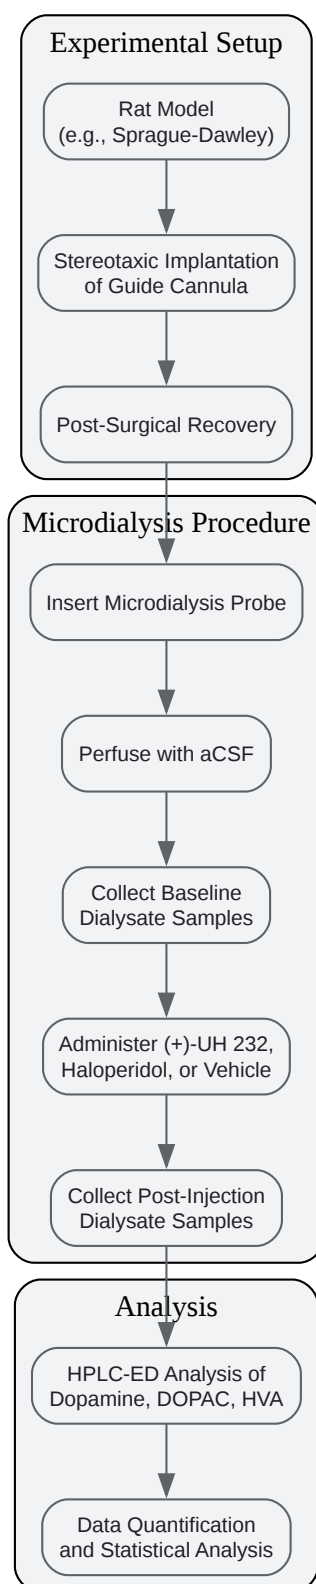 Experimental Setup
Rat Model
(e.g., Sprague-Dawley)
Stereotaxic Implantation
of Guide Cannula
Post-Surgical Recovery
Microdialysis Procedure
Insert Microdialysis Probe
Perfuse with aCSF
Collect Baseline
Dialysate Samples
Administer (+)-UH 232,
Haloperidol, or Vehicle
Collect Post-Injection
Dialysate Samples
Analysis
HPLC-ED Analysis of
Dopamine, DOPAC, HVA
Data Quantification
and Statistical Analysis